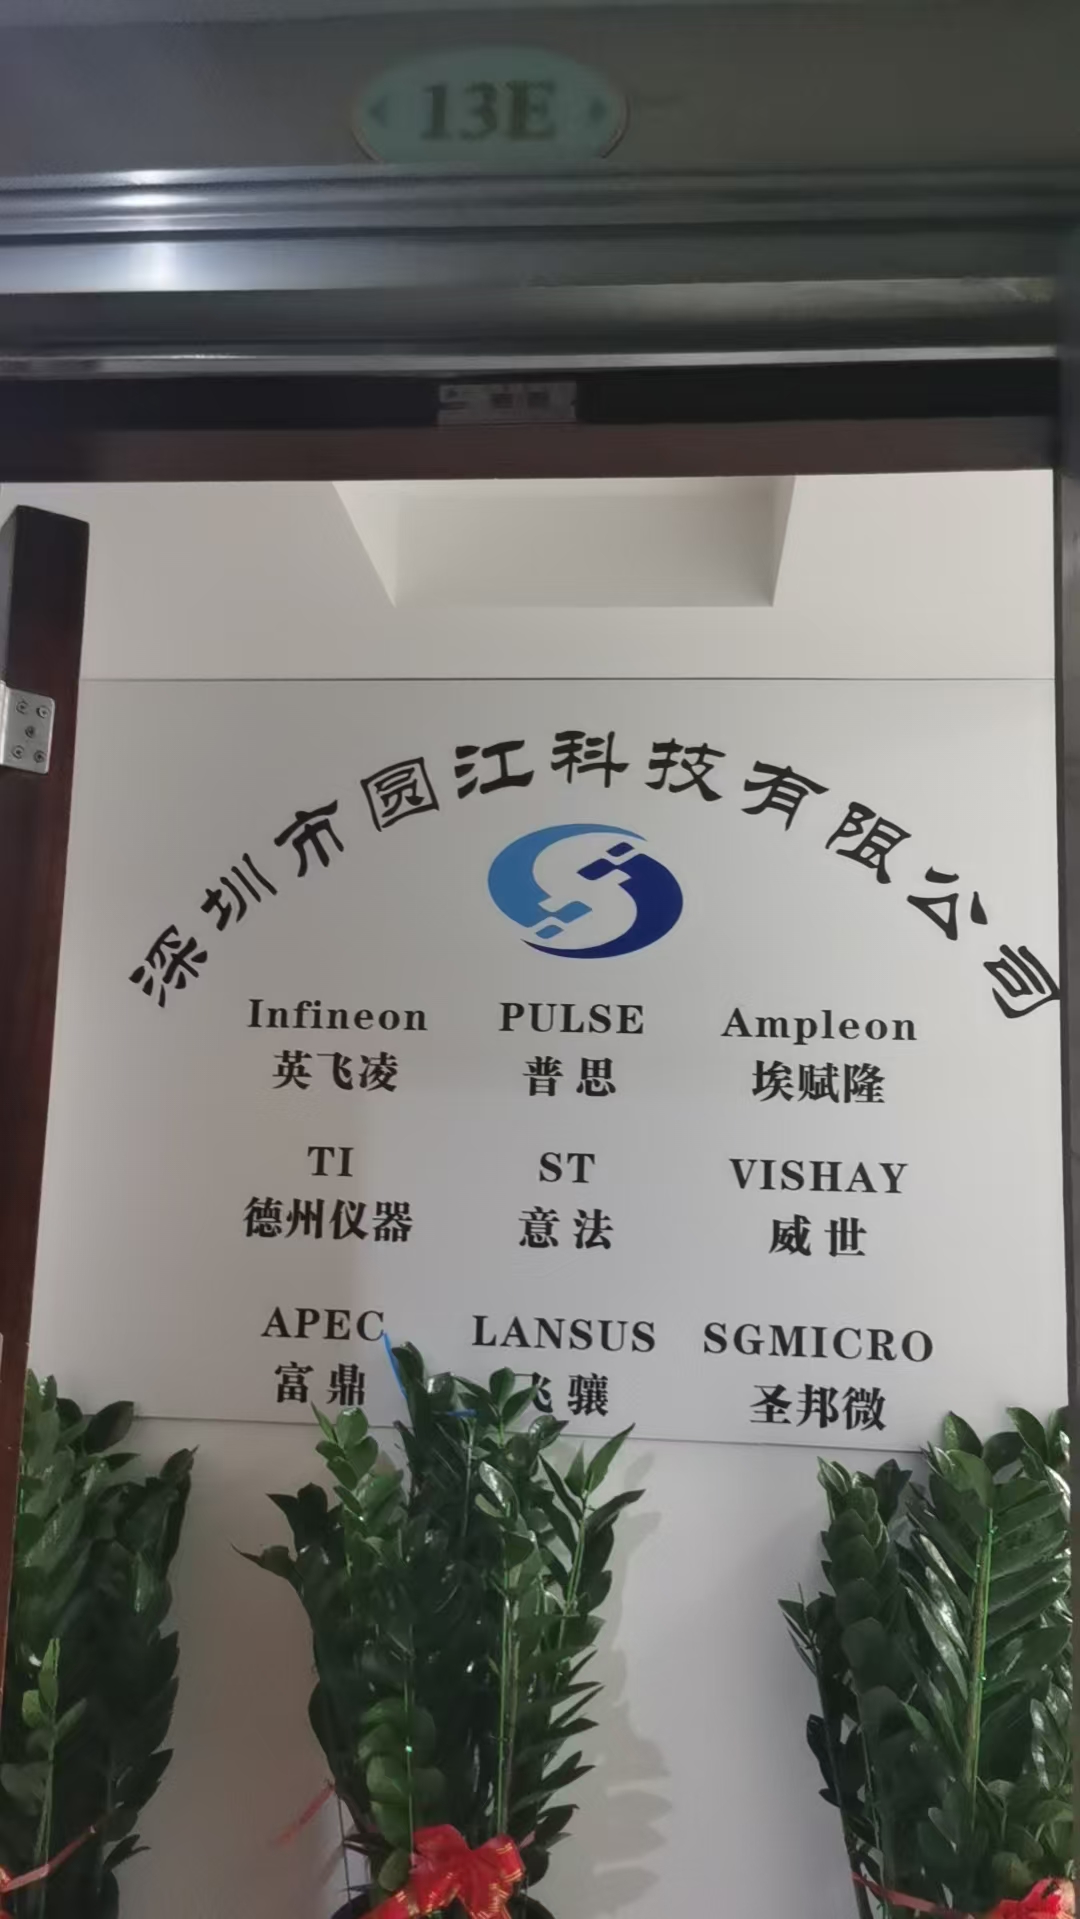 13E
深圳市圆江科技有限公司
Infineon PULSE Ampleon
英飞凌 普思 埃赋隆
TI ST VISHAY
德州仪器 意法 威世
APEC LANSUS SGMICRO
富鼎 飞骧 圣邦微